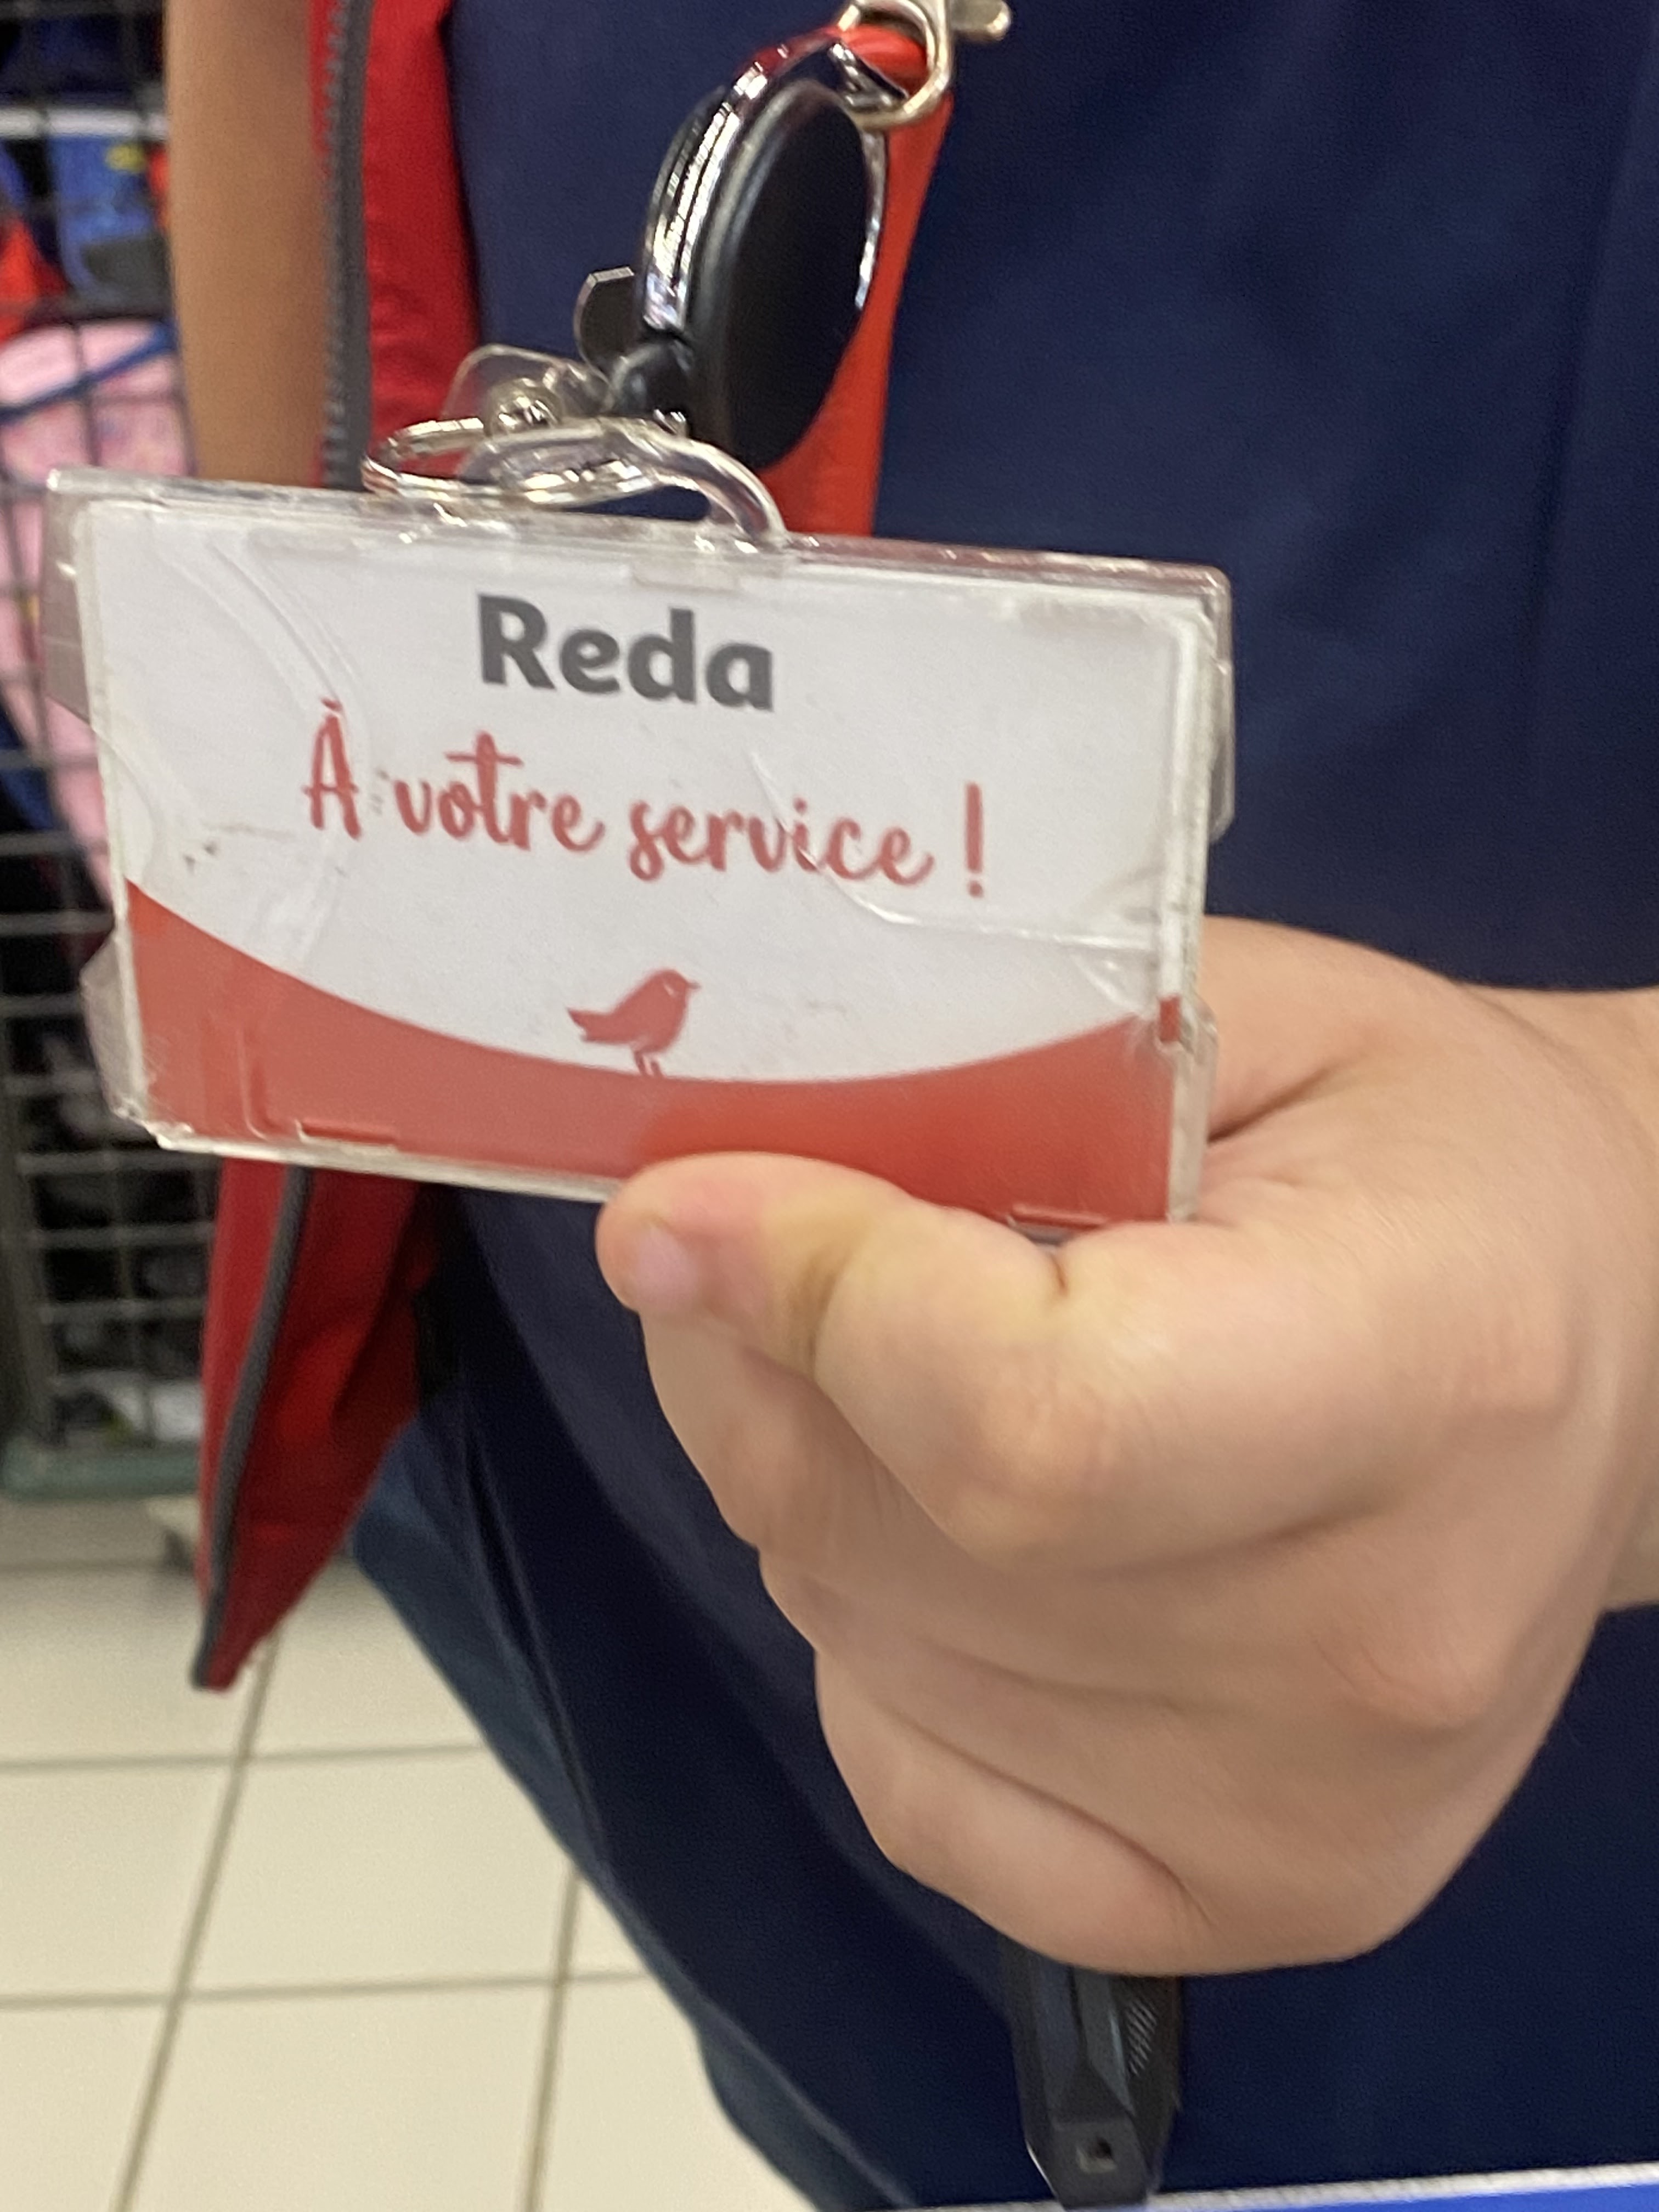 Reda
À votre service !